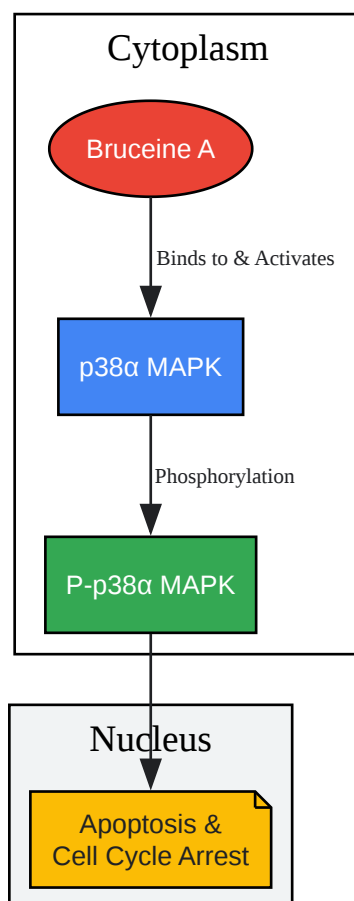 Cytoplasm
Bruceine A
Binds to & Activates
p38α MAPK
Phosphorylation
P-p38α MAPK
Nucleus
Apoptosis &
Cell Cycle Arrest